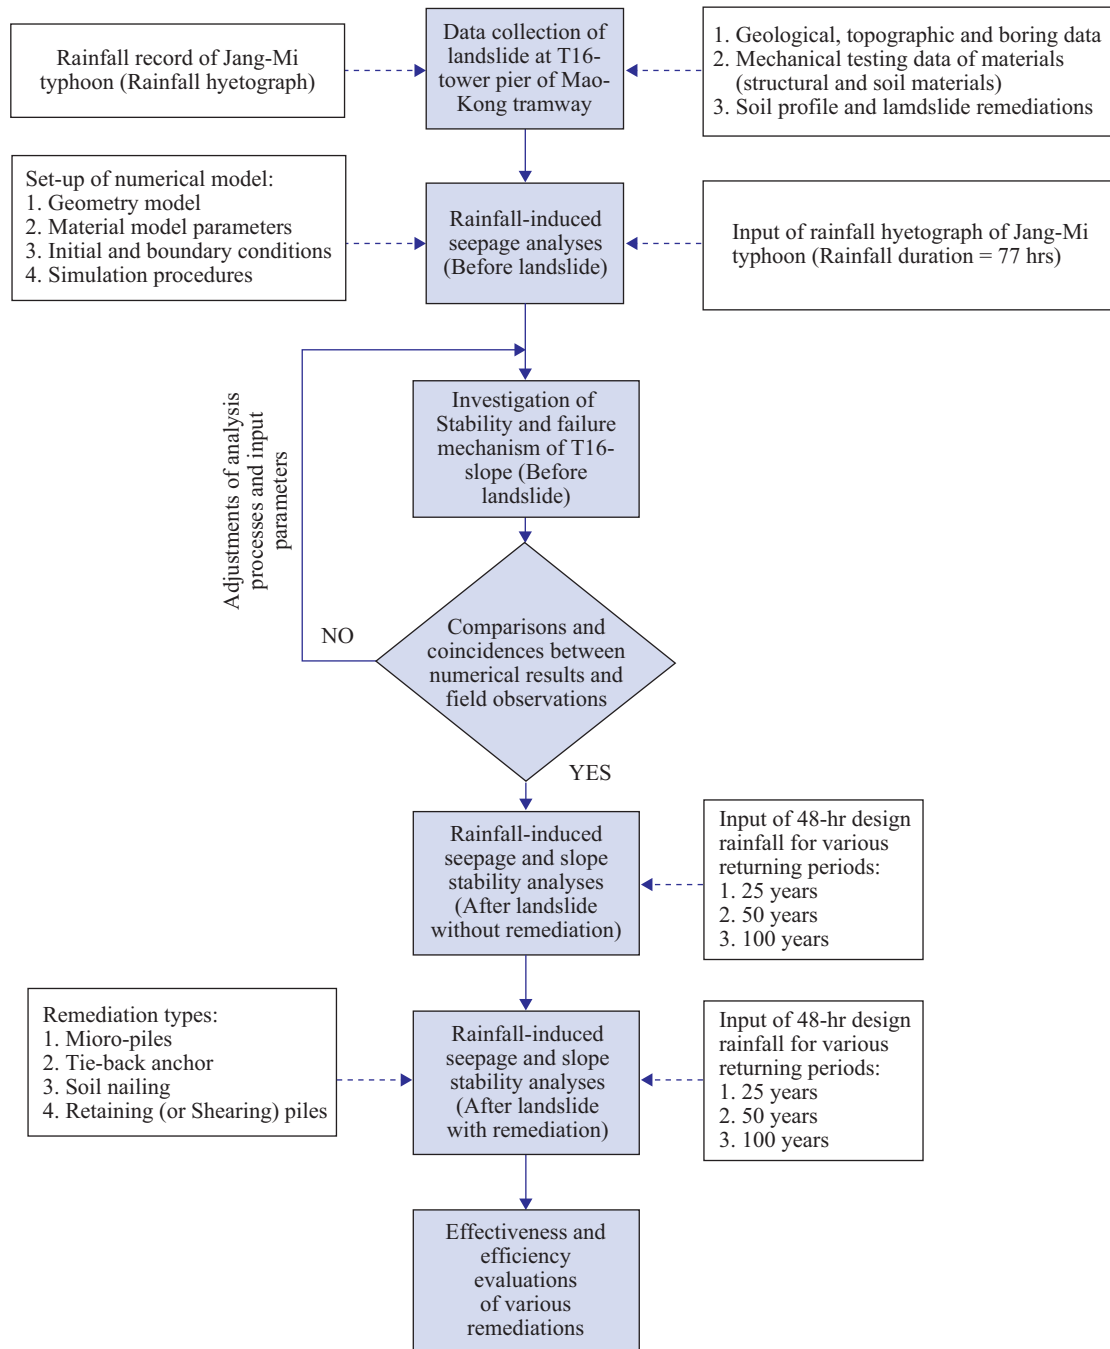 Rainfall record of Jang-Mi
typhoon (Rainfall hyetograph)
Data collection of
landslide at T16-
tower pier of Mao-
Kong tramway
1. Geological, topographic and boring data
2. Mechanical testing data of materials
(structural and soil materials)
3. Soil profile and lamdslide remediations
Set-up of numerical model:
1. Geometry model
2. Material model parameters
3. Initial and boundary conditions
4. Simulation procedures
Rainfall-induced
seepage analyses
(Before landslide)
Input of rainfall hyetograph of Jang-Mi
typhoon (Rainfall duration = 77 hrs)
Adjustments of analysis
processes and input
parameters
Investigation of
Stability and failure
mechanism of T16-
slope (Before
landslide)
NO
Comparisons and
coincidences between
numerical results and
field observations
YES
Rainfall-induced
seepage and slope
stability analyses
(After landslide
without remediation)
Input of 48-hr design
rainfall for various
returning periods:
1. 25 years
2. 50 years
3. 100 years
Remediation types:
1. Mioro-piles
2. Tie-back anchor
3. Soil nailing
4. Retaining (or Shearing) piles
Rainfall-induced
seepage and slope
stability analyses
(After landslide
with remediation)
Input of 48-hr design
rainfall for various
returning periods:
1. 25 years
2. 50 years
3. 100 years
Effectiveness and
efficiency
evaluations
of various
remediations